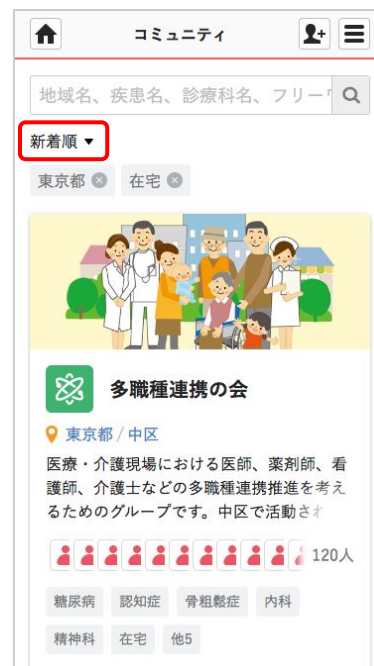 コミュニティ
地域名、疾患名、診療科名、フリー
新着順 ▼
東京都 在宅
多職種連携の会
東京都 / 中区
医療・介護現場における医師、薬剤師、看
護師、介護士などの多職種連携推進を考え
るためのグループです。中区で活動され
120人
糖尿病 認知症 骨粗鬆症 内科
精神科 在宅 他5